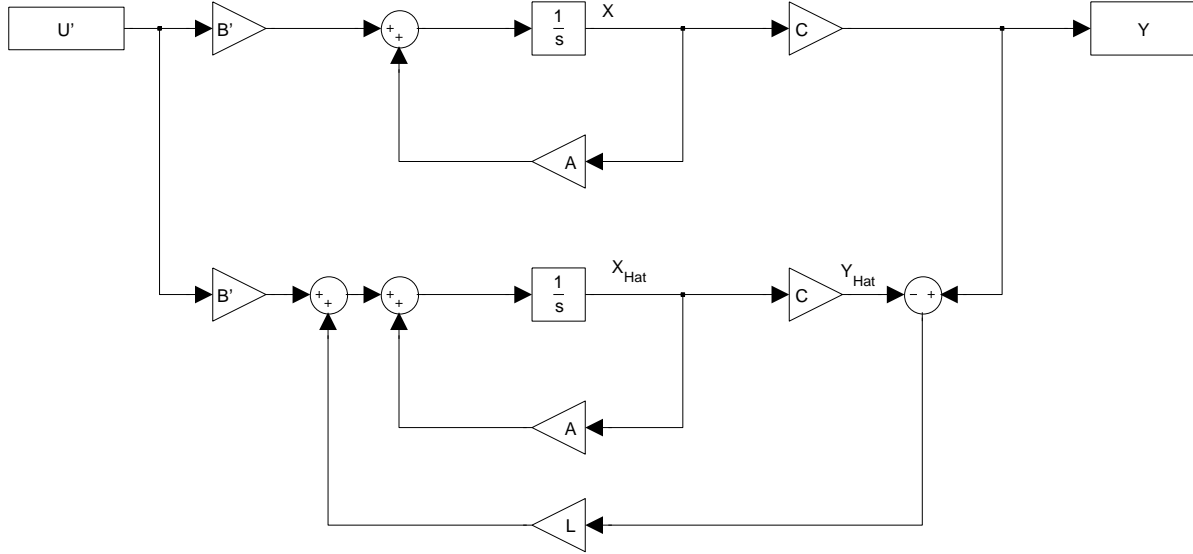 U'
B'
+
+
1
s
X
C
Y
A
B'
+
+
+
+
1
s
X_Hat
C
Y_Hat
− +
A
L